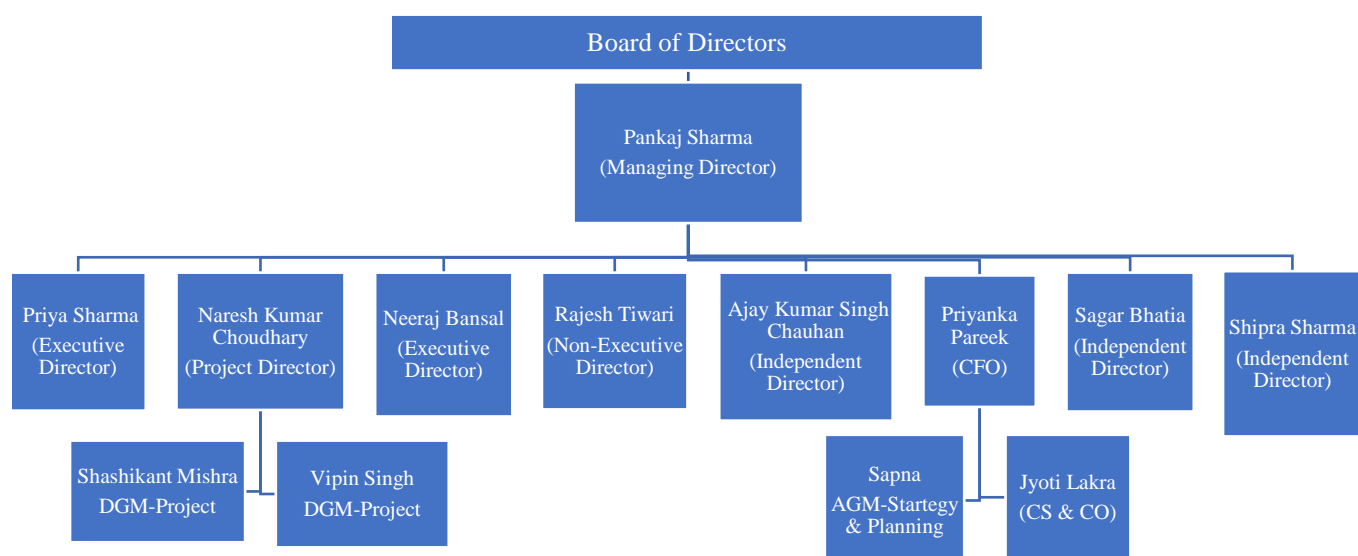 Board of Directors
Pankaj Sharma
(Managing Director)
Priya Sharma
(Executive
Director)
Naresh Kumar
Choudhary
(Project Director)
Neeraj Bansal
(Executive
Director)
Rajesh Tiwari
(Non-Executive
Director)
Ajay Kumar Singh
Chauhan
(Independent
Director)
Priyanka
Pareek
(CFO)
Sagar Bhatia
(Independent
Director)
Shipra Sharma
(Independent
Director)
Shashikant Mishra
DGM-Project
Vipin Singh
DGM-Project
Sapna
AGM-Startegy
& Planning
Jyoti Lakra
(CS & CO)